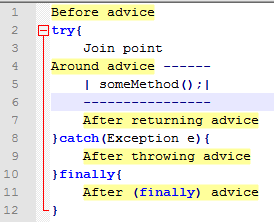 1 Before advice
2 try{
3 Join point
4 Around advice ------
5 | someMethod();|
6 ----------------
7 After returning advice
8 }catch(Exception e){
9 After throwing advice
10 }finally{
11 After (finally) advice
12 }